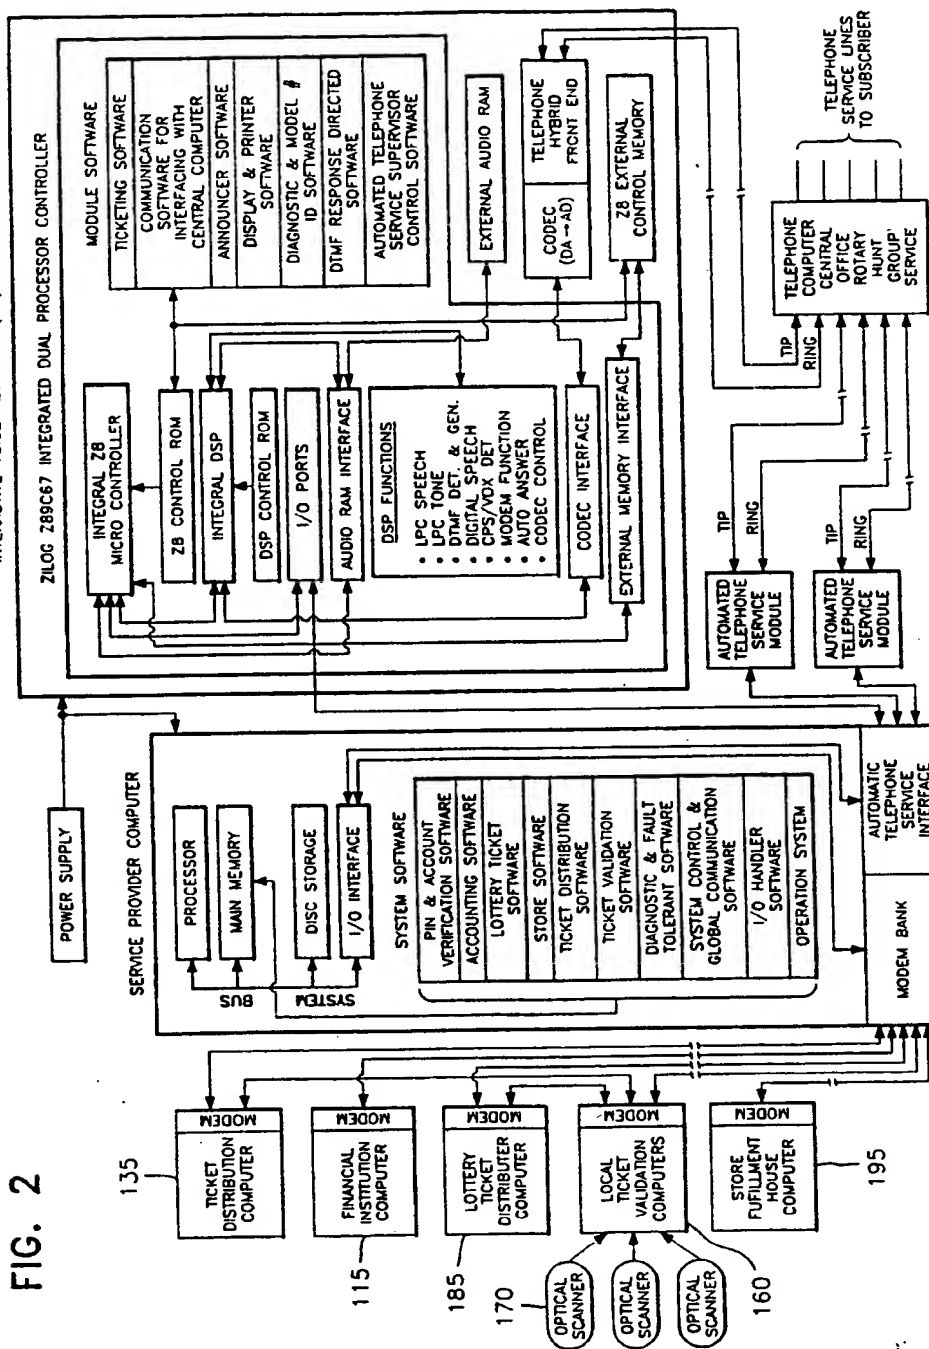 FIG. 2
POWER SUPPLY
ZILOG Z89C67 INTEGRATED DUAL PROCESSOR CONTROLLER
INTEGRAL Z8
MICRO CONTROLLER
Z8 CONTROL ROM
INTEGRAL DSP
DSP CONTROL ROM
I/O PORTS
AUDIO RAM INTERFACE
DSP FUNCTIONS
• LPC SPEECH
• LPC TONE
• DTMF DET. & GEN.
• DIGITAL SPEECH
• CPS/VOX DET
• MODEM FUNCTION
• AUTO ANSWER
• CODEC CONTROL
CODEC INTERFACE
EXTERNAL MEMORY INTERFACE
MODULE SOFTWARE
TICKETING SOFTWARE
COMMUNICATION
SOFTWARE FOR
INTERFACING WITH
CENTRAL COMPUTER
ANNOUNCER SOFTWARE
DISPLAY & PRINTER
SOFTWARE
DIAGNOSTIC & MODEL #
ID SOFTWARE
DTMF RESPONSE DIRECTED
SOFTWARE
AUTOMATED TELEPHONE
SERVICE SUPERVISOR
CONTROL SOFTWARE
EXTERNAL AUDIO RAM
CODEC
(DA→AD)
TELEPHONE
HYBRID
FRONT END
Z8 EXTERNAL
CONTROL MEMORY
SERVICE PROVIDER COMPUTER
PROCESSOR
MAIN MEMORY
DISC STORAGE
I/O INTERFACE
SYSTEM
BUS
SYSTEM SOFTWARE
PIN & ACCOUNT
VERIFICATION SOFTWARE
ACCOUNTING SOFTWARE
LOTTERY TICKET
SOFTWARE
STORE SOFTWARE
TICKET DISTRIBUTION
SOFTWARE
TICKET VALIDATION
SOFTWARE
DIAGNOSTIC & FAULT
TOLERANT SOFTWARE
SYSTEM CONTROL &
GLOBAL COMMUNICATION
SOFTWARE
I/O HANDLER
SOFTWARE
OPERATION SYSTEM
MODEM BANK
AUTOMATIC
TELEPHONE
SERVICE
INTERFACE
AUTOMATED
TELEPHONE
SERVICE
MODULE
TIP
RING
AUTOMATED
TELEPHONE
SERVICE
MODULE
TIP
RING
TIP
RING
TELEPHONE
COMPUTER
CENTRAL
OFFICE
ROTARY
HUNT
GROUP'
SERVICE
TELEPHONE
SERVICE LINES
TO SUBSCRIBER
135
TICKET
DISTRIBUTION
COMPUTER
MODEM
115
FINANCIAL
INSTITUTION
COMPUTER
MODEM
185
LOTTERY
TICKET
DISTRIBUTER
COMPUTER
MODEM
160
LOCAL
TICKET
VALIDATION
COMPUTERS
MODEM
195
STORE
FUFILLMENT
HOUSE
COMPUTER
MODEM
170
OPTICAL
SCANNER
OPTICAL
SCANNER
OPTICAL
SCANNER